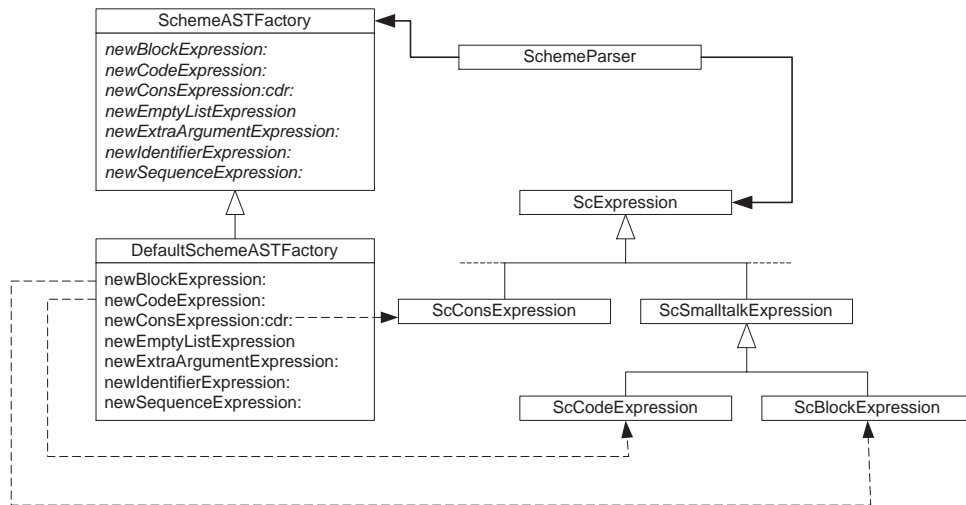 SchemeASTFactory
newBlockExpression:
newCodeExpression:
newConsExpression:cdr:
newEmptyListExpression
newExtraArgumentExpression:
newIdentifierExpression:
newSequenceExpression:
SchemeParser
ScExpression
DefaultSchemeASTFactory
newBlockExpression:
newCodeExpression:
newConsExpression:cdr:
newEmptyListExpression
newExtraArgumentExpression:
newIdentifierExpression:
newSequenceExpression:
ScConsExpression
ScSmalltalkExpression
ScCodeExpression
ScBlockExpression